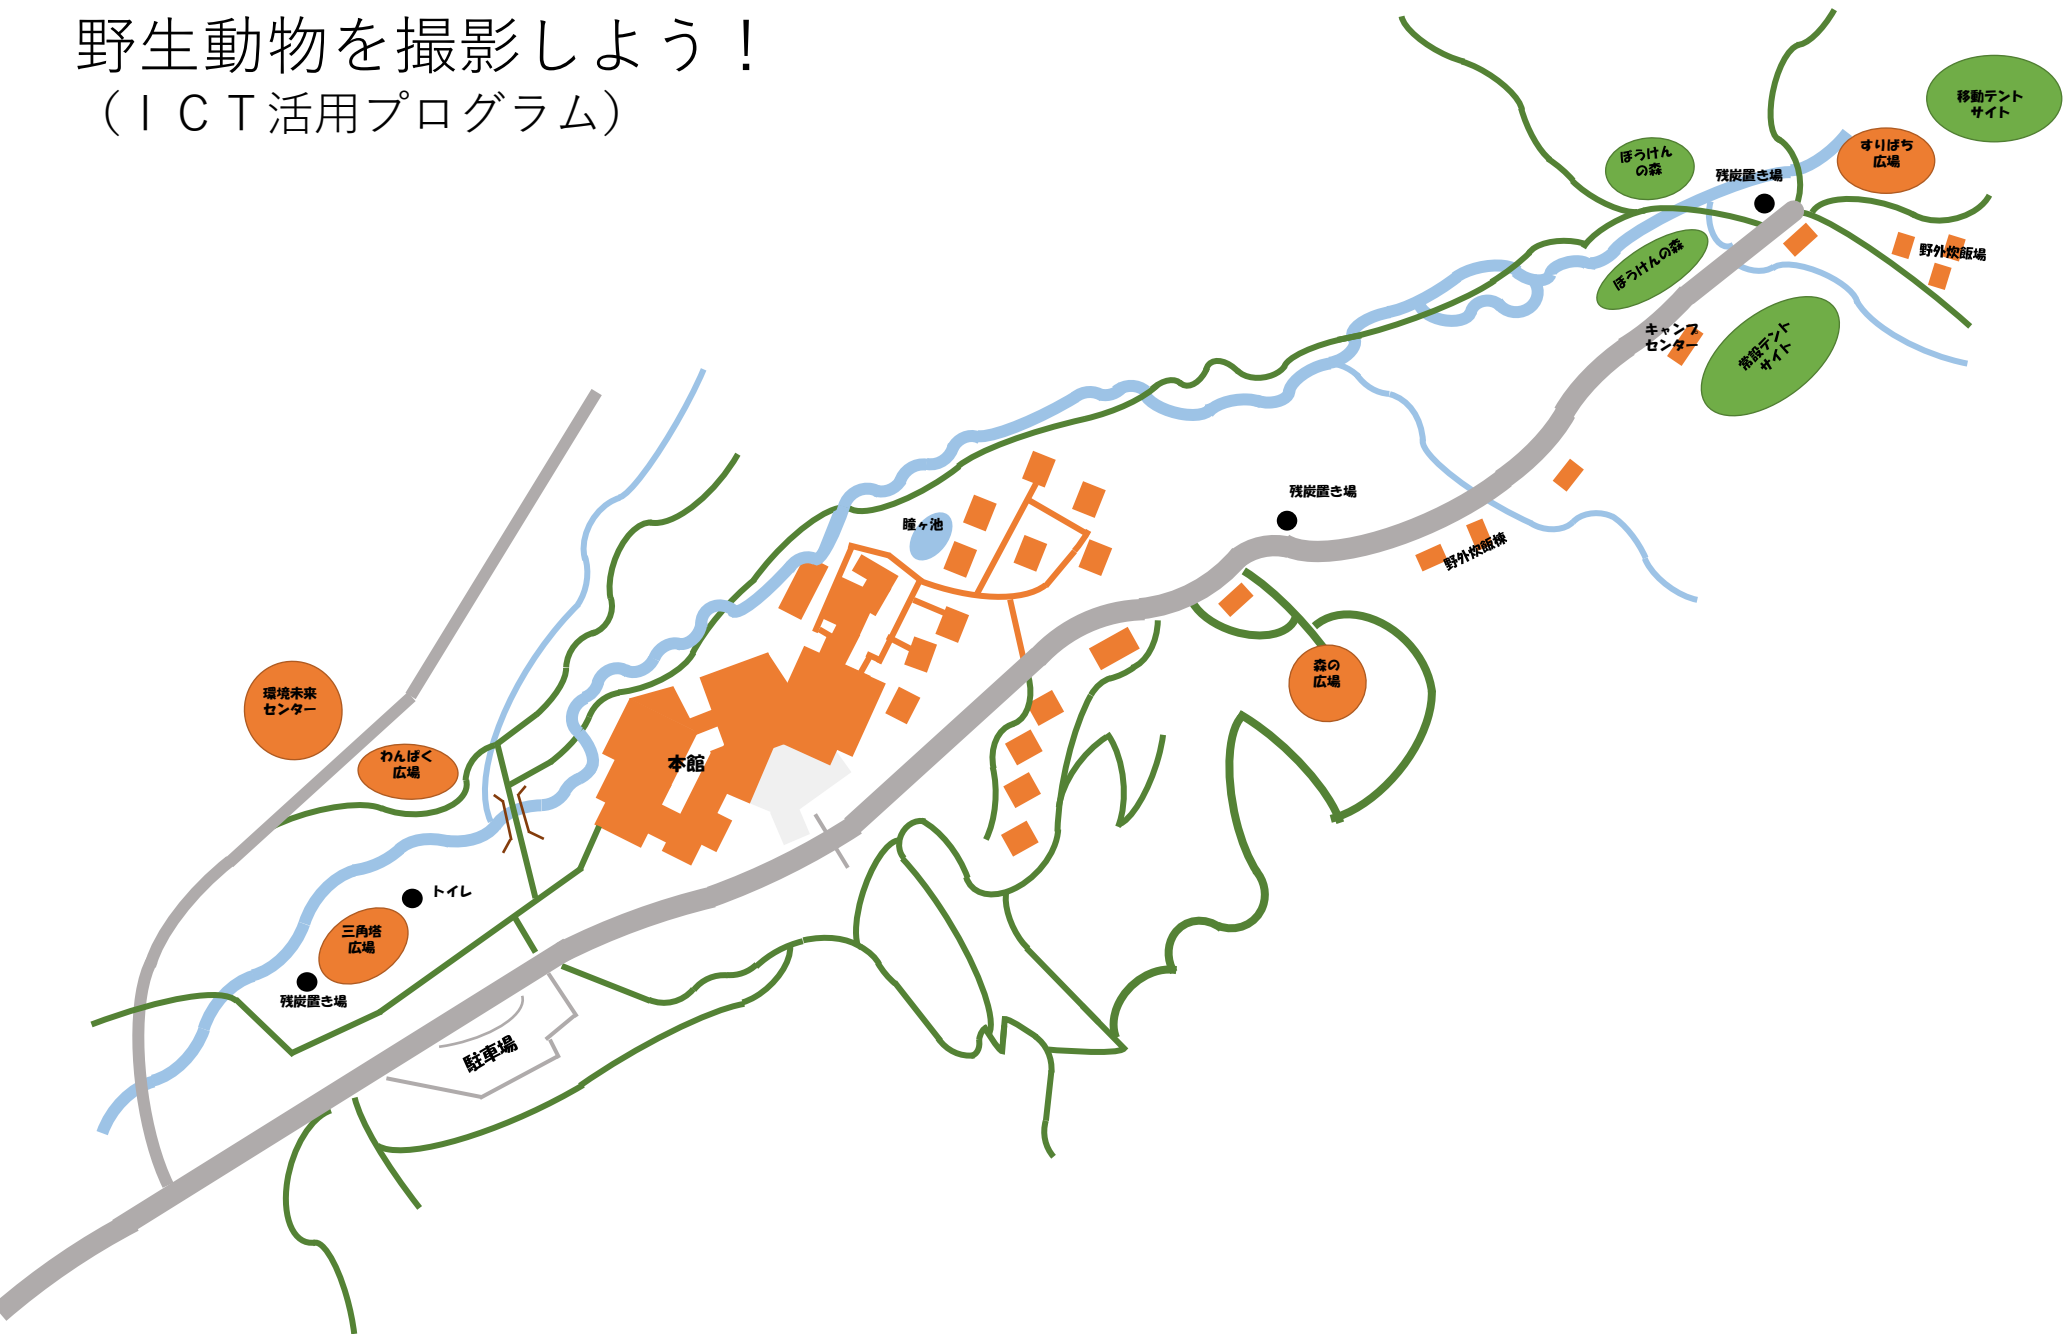 野生動物を撮影しよう！
（ＩＣＴ活用プログラム）
移動テント
サイト
すりばち
広場
ぼうけん
の森
残炭置き場
野外炊飯場
ぼうけんの森
キャンプ
センター
常設テント
サイト
残炭置き場
瞳ヶ池
野外炊飯棟
森の
広場
環境未来
センター
わんぱく
広場
本館
トイレ
三角塔
広場
残炭置き場
駐車場